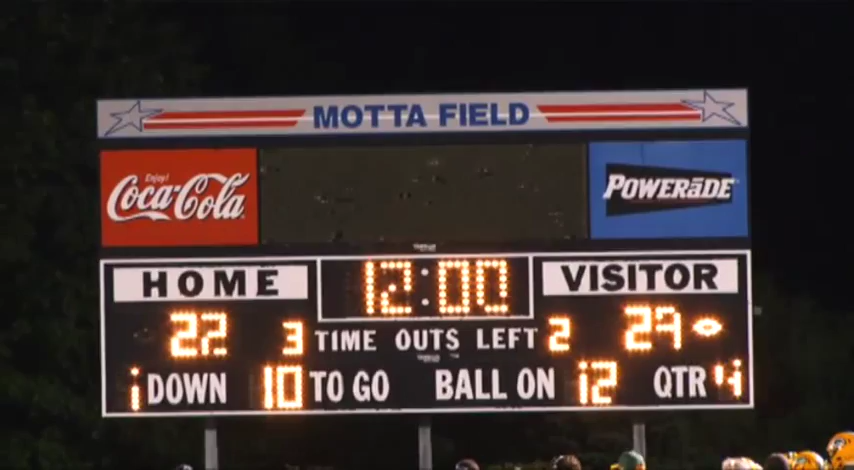 MOTTA FIELD
Enjoy!
Coca-Cola
POWERāDE
HOME 12:00 VISITOR
22 3 TIME OUTS LEFT 2 29
1 DOWN 10 TO GO BALL ON 12 QTR 4